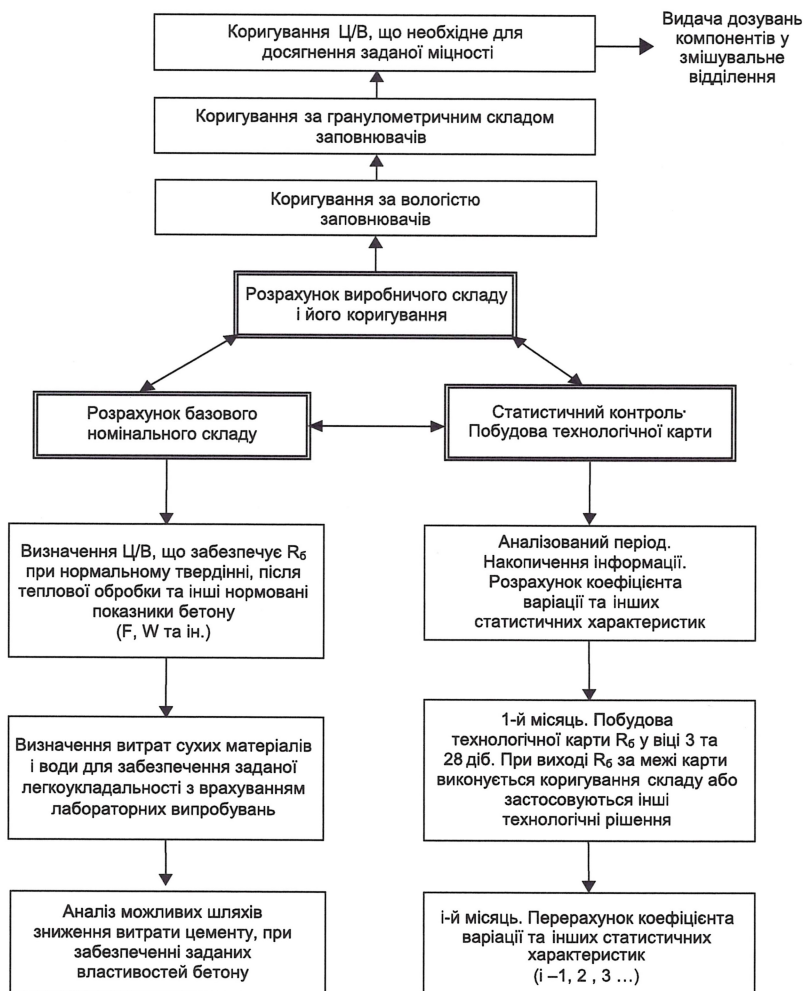 Коригування Ц/В, що необхідне для
досягнення заданої міцності
Видача дозувань
компонентів у
змішувальне
відділення
Коригування за гранулометричним складом
заповнювачів
Коригування за вологістю
заповнювачів
Розрахунок виробничого складу
і його коригування
Розрахунок базового
номінального складу
Статистичний контроль·
Побудова технологічної карти
Визначення Ц/В, що забезпечує Rб
при нормальному твердінні, після
теплової обробки та інші нормовані
показники бетону
(F, W та ін.)
Аналізований період.
Накопичення інформації.
Розрахунок коефіцієнта
варіації та інших
статистичних характеристик
Визначення витрат сухих матеріалів
і води для забезпечення заданої
легкоукладальності з врахуванням
лабораторних випробувань
1-й місяць. Побудова
технологічної карти Rб у віці 3 та
28 діб. При виході Rб за межі карти
виконується коригування складу або
застосовуються інші
технологічні рішення
Аналіз можливих шляхів
зниження витрати цементу, при
забезпеченні заданих
властивостей бетону
і-й місяць. Перерахунок коефіцієнта
варіації та інших статистичних
характеристик
(і –1, 2 , 3 ...)